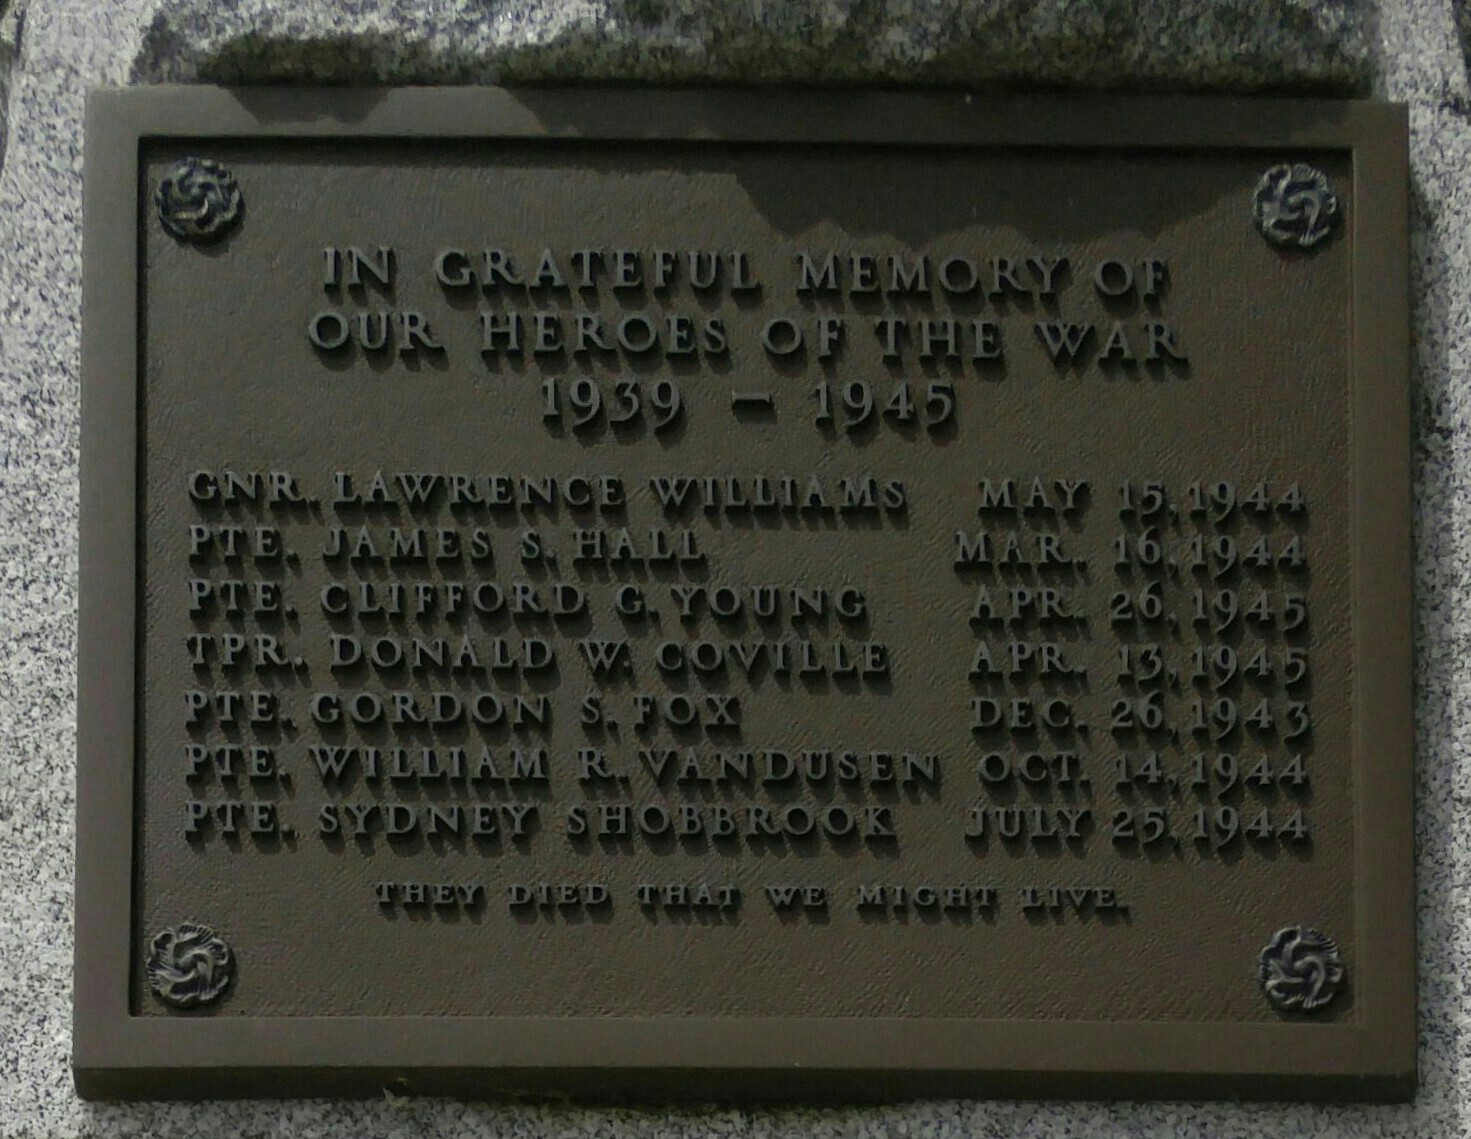 IN GRATEFUL MEMORY OF
OUR HEROES OF THE WAR
1939 – 1945
GNR. LAWRENCE WILLIAMS MAY 15, 1944
PTE. JAMES S. HALL MAR. 16, 1944
PTE. CLIFFORD G. YOUNG APR. 26, 1945
TPR. DONALD W. COVILLE APR. 13, 1945
PTE. GORDON S. FOX DEC. 26, 1943
PTE. WILLIAM R. VANDUSEN OCT. 14, 1944
PTE. SYDNEY SHOBBROOK JULY 25, 1944
THEY DIED THAT WE MIGHT LIVE.